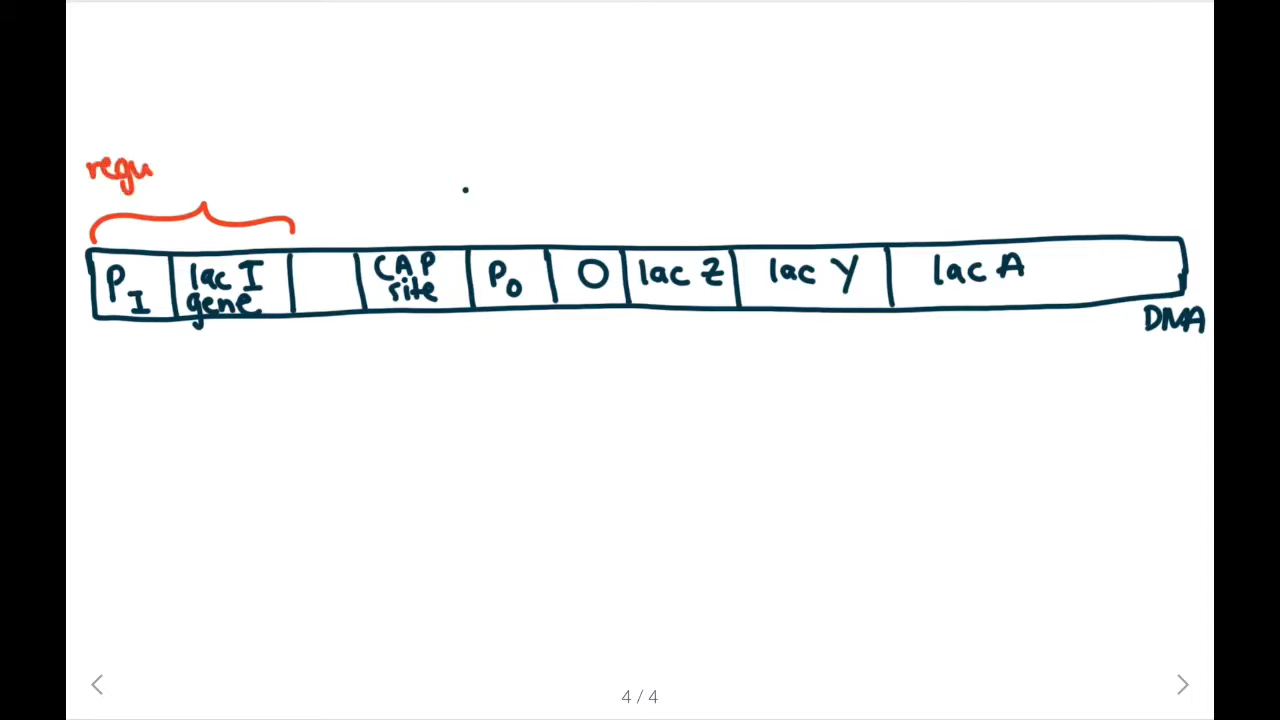 regu
P I
lac I
gene
CAP
site
P O
O
lac Z
lac Y
lac A
DNA
4 / 4